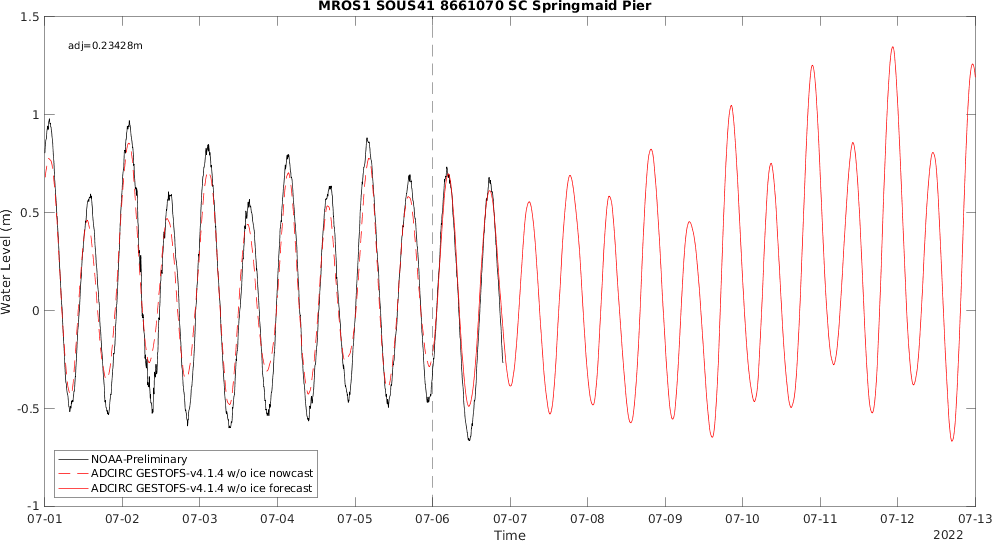 MROS1 SOUS41 8661070 SC Springmaid Pier
adj=0.23428m
Water Level (m)
1.5
1
0.5
0
-0.5
-1
NOAA-Preliminary
ADCIRC GESTOFS-v4.1.4 w/o ice nowcast
ADCIRC GESTOFS-v4.1.4 w/o ice forecast
07-01 07-02 07-03 07-04 07-05 07-06 07-07 07-08 07-09 07-10 07-11 07-12 07-13
Time
2022